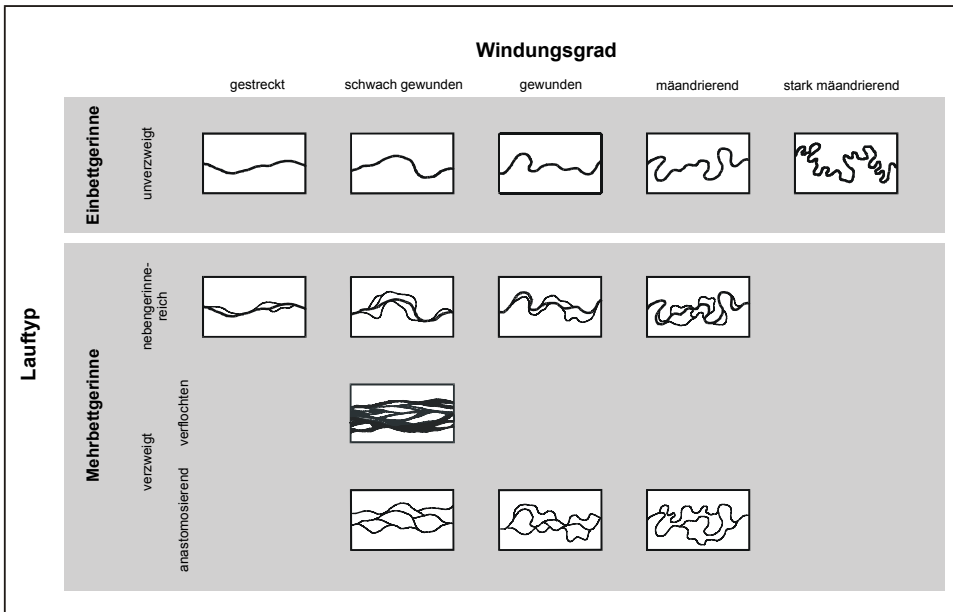 Windungsgrad
gestreckt
schwach gewunden
gewunden
mäandrierend
stark mäandrierend
Lauftyp
Einbettgerinne
unverzweigt
Mehrbettgerinne
nebengerinne-
reich
verzweigt
verflochten
anastomosierend